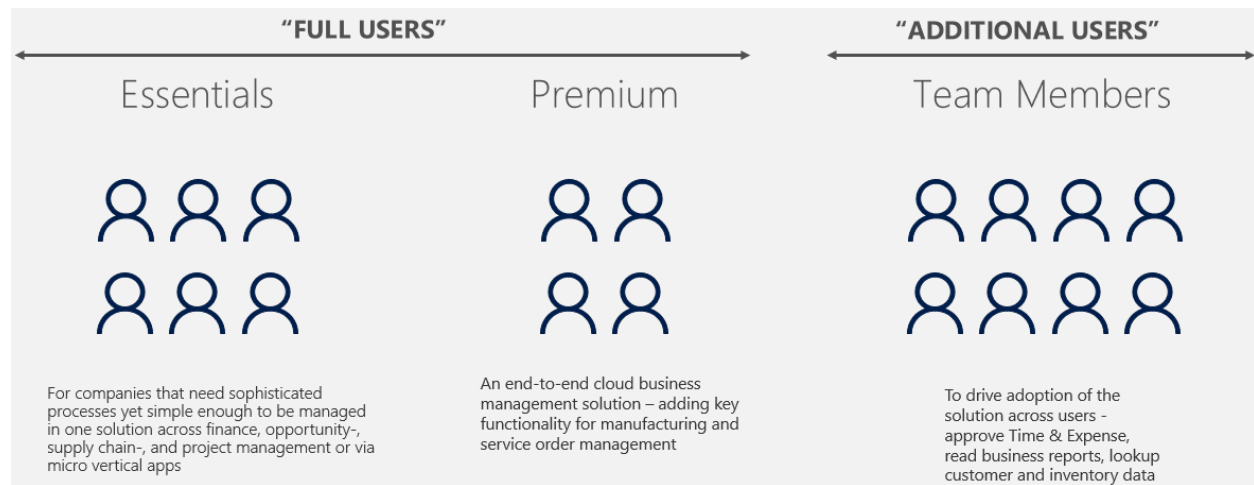 “FULL USERS”
“ADDITIONAL USERS”
Essentials
Premium
Team Members
For companies that need sophisticated
processes yet simple enough to be managed
in one solution across finance, opportunity-,
supply chain-, and project management or via
micro vertical apps
An end-to-end cloud business
management solution – adding key
functionality for manufacturing and
service order management
To drive adoption of the
solution across users -
approve Time & Expense,
read business reports, lookup
customer and inventory data